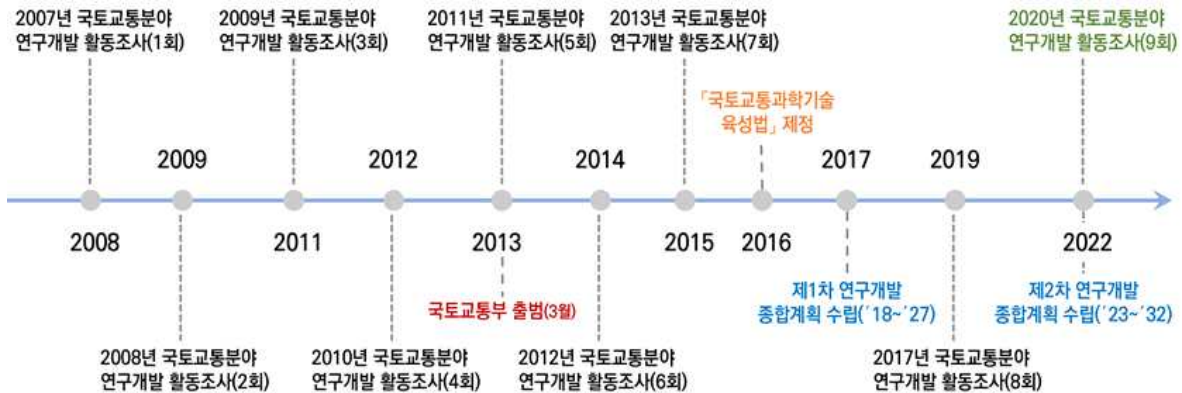 2007년 국토교통분야
연구개발 활동조사(1회)
2009년 국토교통분야
연구개발 활동조사(3회)
2011년 국토교통분야
연구개발 활동조사(5회)
2013년 국토교통분야
연구개발 활동조사(7회)
2020년 국토교통분야
연구개발 활동조사(9회)
「국토교통과학기술
육성법」 제정
2009
2012
2014
2017
2019
2008
2011
2013
2015
2016
2022
국토교통부 출범(3월)
제1차 연구개발
종합계획 수립(´18~´27)
제2차 연구개발
종합계획 수립(´23~´32)
2008년 국토교통분야
연구개발 활동조사(2회)
2010년 국토교통분야
연구개발 활동조사(4회)
2012년 국토교통분야
연구개발 활동조사(6회)
2017년 국토교통분야
연구개발 활동조사(8회)